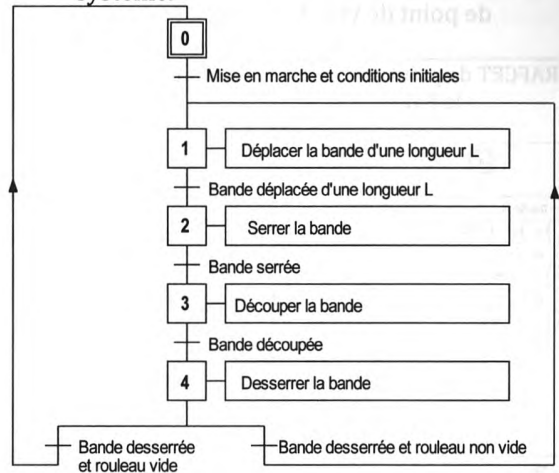 système.
0
Mise en marche et conditions initiales
1
Déplacer la bande d'une longueur L
Bande déplacée d'une longueur L
2
Serrer la bande
Bande serrée
3
Découper la bande
Bande découpée
4
Desserrer la bande
Bande desserrée
et rouleau vide
Bande desserrée et rouleau non vide